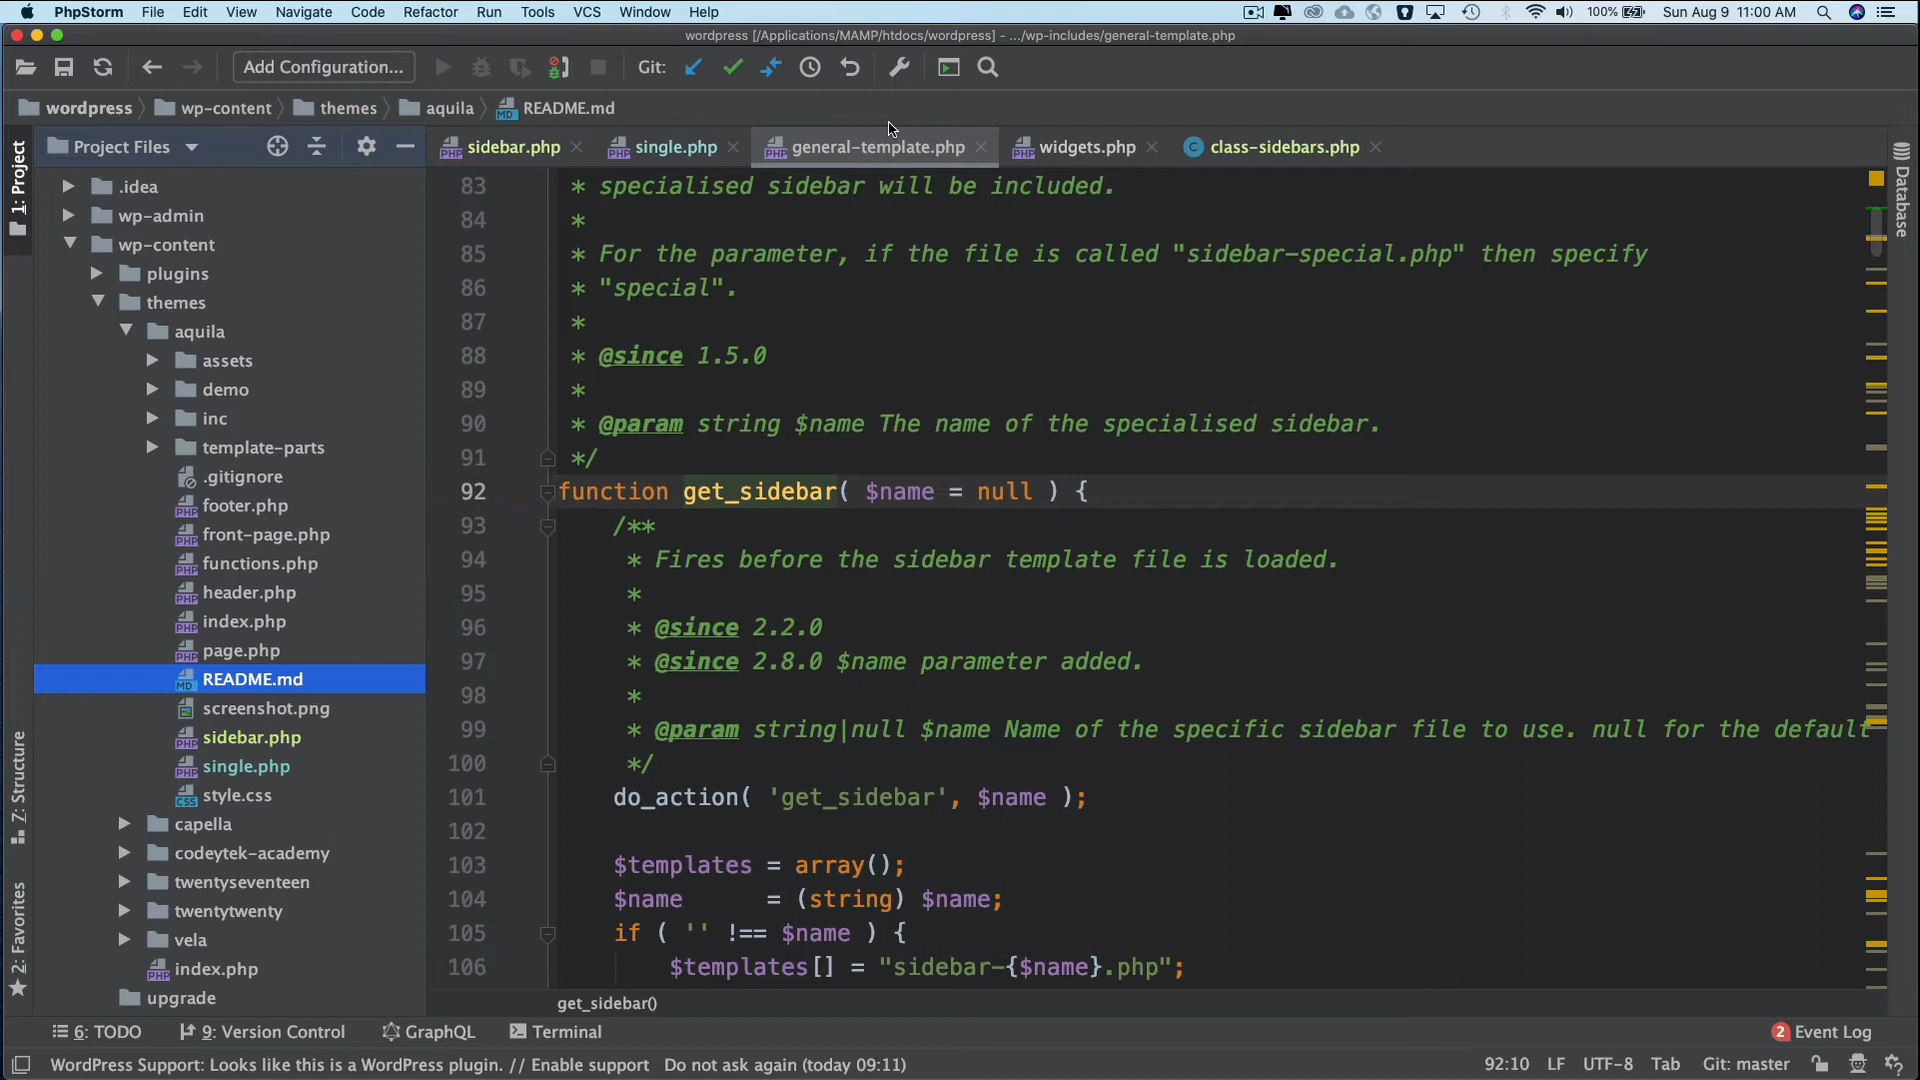 PhpStorm File Edit View Navigate Code Refactor Run Tools VCS Window Help 100% Sun Aug 9 11:00 AM
wordpress [/Applications/MAMP/htdocs/wordpress] - .../wp-includes/general-template.php
Add Configuration... Git:
wordpress wp-content themes aquila README.md
1: Project
Project Files
sidebar.php single.php general-template.php widgets.php class-sidebars.php
Database
.idea
wp-admin
wp-content
plugins
themes
aquila
assets
demo
inc
template-parts
.gitignore
footer.php
front-page.php
functions.php
header.php
index.php
page.php
README.md
screenshot.png
sidebar.php
single.php
style.css
capella
codeytek-academy
twentyseventeen
twentytwenty
vela
index.php
upgrade
Z: Structure
2: Favorites
83 * specialised sidebar will be included.
84 *
85 * For the parameter, if the file is called "sidebar-special.php" then specify
86 * "special".
87 *
88 * @since 1.5.0
89 *
90 * @param string $name The name of the specialised sidebar.
91 */
92 function get_sidebar( $name = null ) {
93 /**
94 * Fires before the sidebar template file is loaded.
95 *
96 * @since 2.2.0
97 * @since 2.8.0 $name parameter added.
98 *
99 * @param string|null $name Name of the specific sidebar file to use. null for the default
100 */
101 do_action( 'get_sidebar', $name );
102
103 $templates = array();
104 $name = (string) $name;
105 if ( '' !== $name ) {
106 $templates[] = "sidebar-{$name}.php";
get_sidebar()
6: TODO 9: Version Control GraphQL Terminal 2 Event Log
WordPress Support: Looks like this is a WordPress plugin. // Enable support Do not ask again (today 09:11) 92:10 LF UTF-8 Tab Git: master